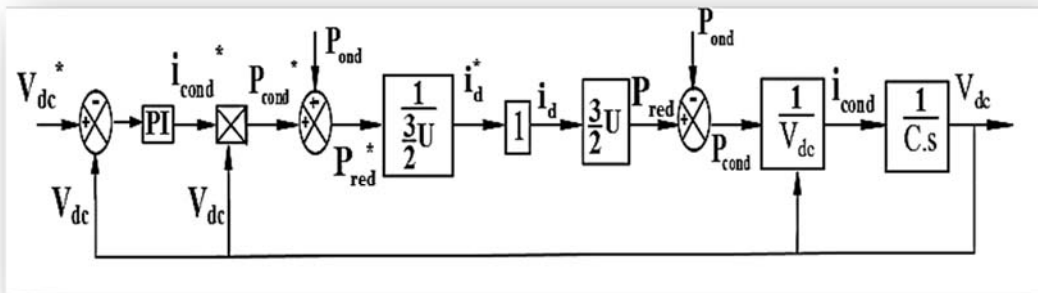 V_dc*
+
-
V_dc
PI
i_cond*
V_dc
P_cond*
P_ond
+
+
P_red*
1
3/2 U
i_d*
1
i_d
3/2 U
P_red
P_ond
-
+
P_cond
1
V_dc
i_cond
1
C.s
V_dc